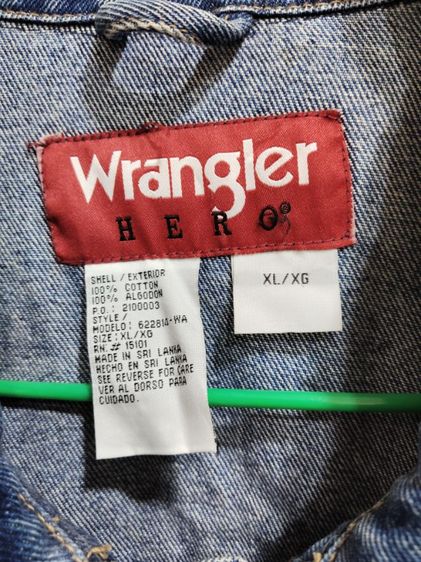 Wrangler
HERO®
SHELL / EXTERIOR
100% COTTON
100% ALGODON
P.O.: 2100003
STYLE /
MODELO: 622814-WA
SIZE: XL/XG
RN. # 15101
MADE IN SRI LANKA
HECHO EN SRI LANKA
SEE REVERSE FOR CARE
VER AL DORSO PARA
CUIDADO.
XL/XG